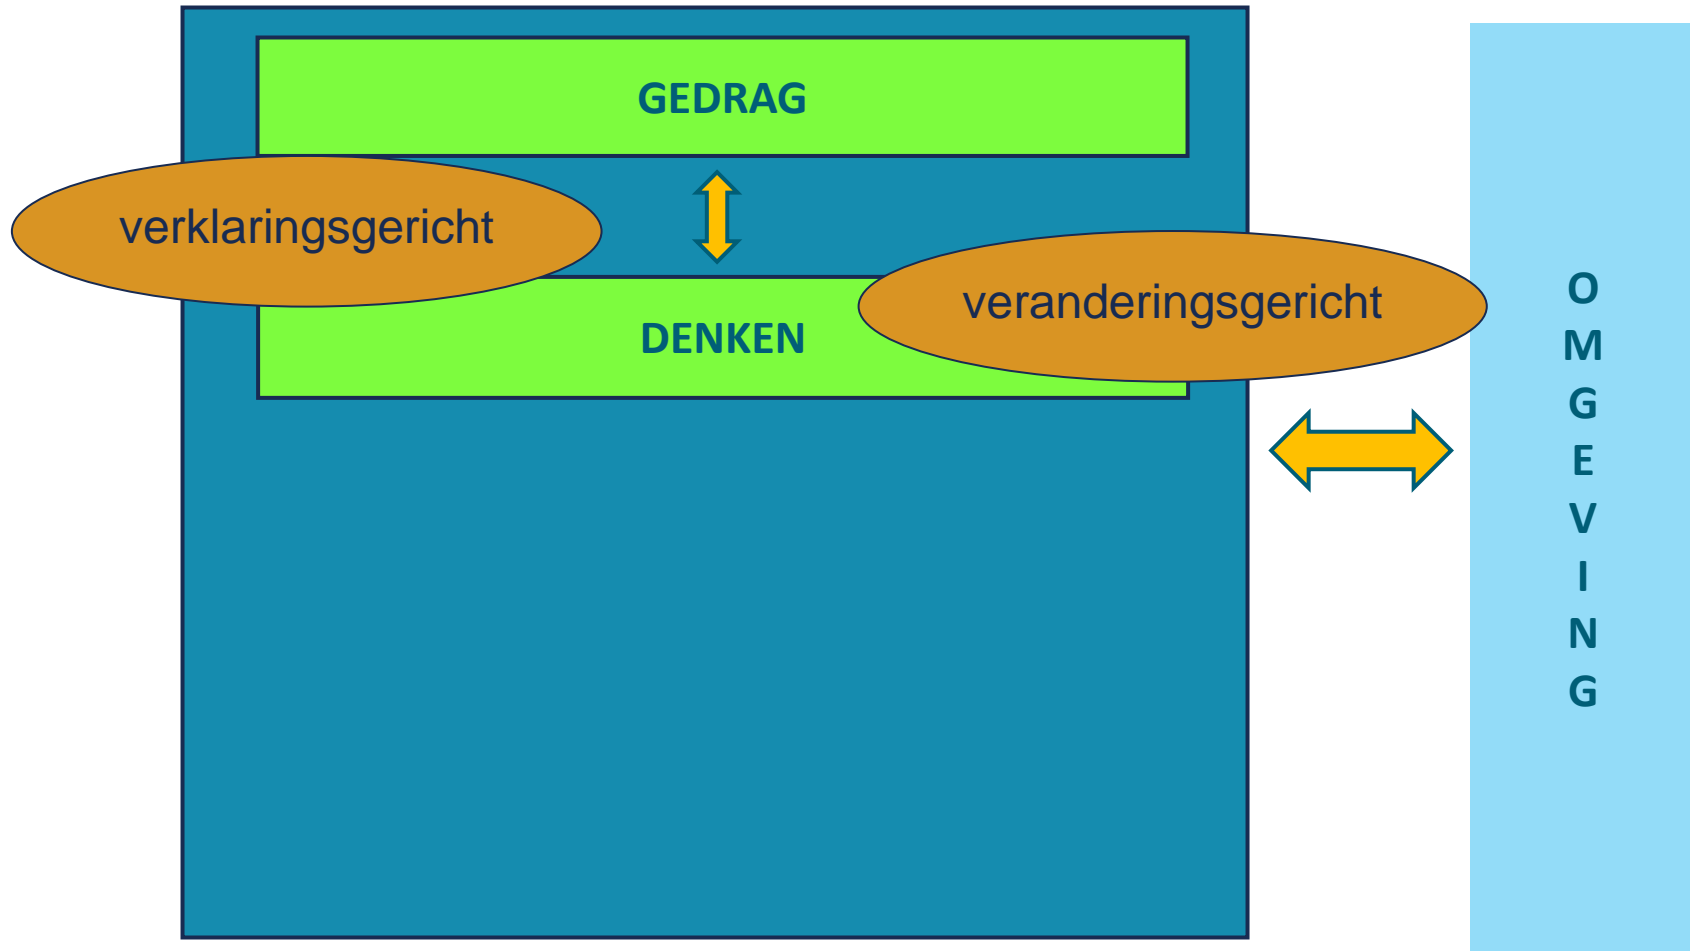 GEDRAG
verklaringsgericht
veranderingsgericht
DENKEN
O
M
G
E
V
I
N
G